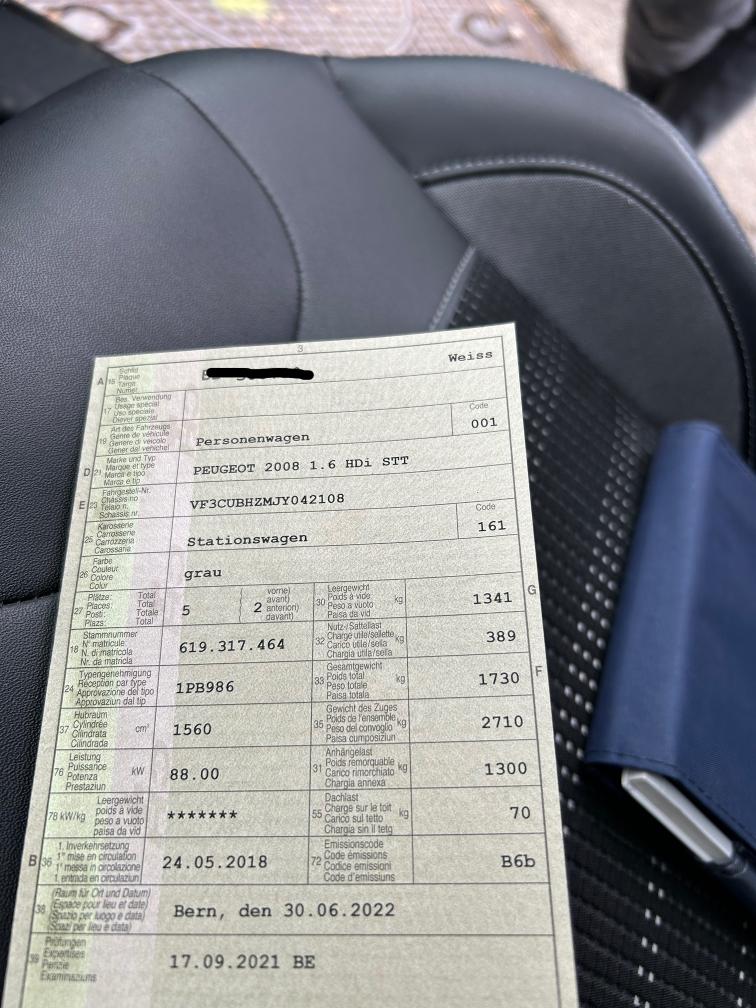 3
A 15 Schild Weiss
Plaque
Targa
Numer
17 Bes. Verwendung
Usage spécial
Uso speciale
Diever spezial
19 Art des Fahrzeugs Personenwagen Code 001
Genre de véhicule
Genere di veicolo
Gener dal vehichel
D 21 Marke und Typ PEUGEOT 2008 1.6 HDi STT
Marque et type
Marca e tipo
Marca e tip
E 23 Fahrgestell-Nr. VF3CUBHZMJY042108
Châssis no
Telaio n.
Schassis nr.
25 Karosserie Stationswagen Code 161
Carrosserie
Carrozzeria
Carossaria
26 Farbe grau
Couleur
Colore
Colur
27 Plätze: Total 5 vorne) 2
Places: Total avant)
Posti: Totale anteriori)
Plazs: Total davant)
30 Leergewicht kg 1341 G
Poids à vide
Peso a vuoto
Paisa da vid
18 Stammnummer 619.317.464
N° matricule
N. di matricola
Nr. da matricla
32 Nutz-/Sattellast kg 389
Charge utile/sellette
Carico utile/sella
Chargia utila/sella
24 Typengenehmigung 1PB986
Réception par type
Approvazione del tipo
Approvaziun dal tip
33 Gesamtgewicht kg 1730 F
Poids total
Peso totale
Paisa totala
37 Hubraum cm³ 1560
Cylindrée
Cilindrata
Cilindrada
35 Gewicht des Zuges kg 2710
Poids de l'ensemble
Peso del convoglio
Paisa cumposiziun
76 Leistung kW 88.00
Puissance
Potenza
Prestaziun
31 Anhängelast kg 1300
Poids remorquable
Carico rimorchiato
Chargia annexa
78 kW/kg Leergewicht *******
poids à vide
peso a vuoto
paisa da vid
55 Dachlast kg 70
Charge sur le toit
Carico sul tetto
Chargia sin il tetg
B 36 1. Inverkehrsetzung 24.05.2018
1re mise en circulation
1a messa in circolazione
1. entrada en circulaziun
72 Emissionscode B6b
Code émissions
Codice emissioni
Code d'emissiuns
38 (Raum für Ort und Datum) Bern, den 30.06.2022
(Espace pour lieu et date)
(Spazio per luogo e data)
(Spazi per lieu e data)
39 Prüfungen 17.09.2021 BE
Expertises
Perizie
Examinaziuns